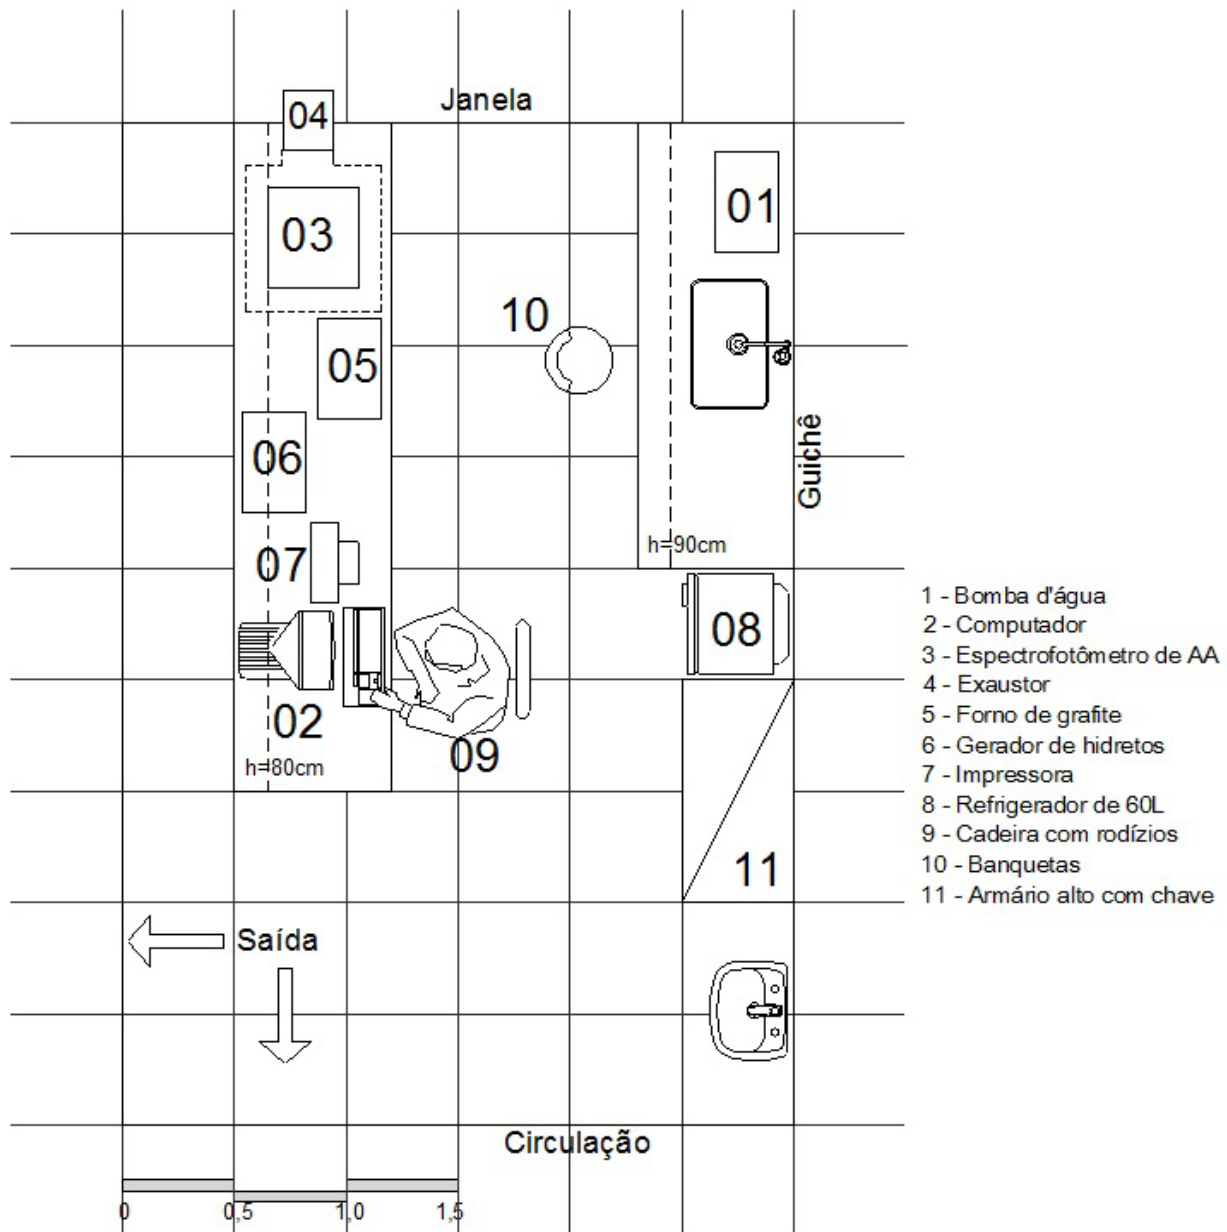 Janela
04
01
03
10
05
Guichê
06
h=90cm
07
08
02
09
h=80cm
11
Saída
Circulação
0
0,5
1,0
1,5
1 - Bomba d'água
2 - Computador
3 - Espectrofotômetro de AA
4 - Exaustor
5 - Forno de grafite
6 - Gerador de hidretos
7 - Impressora
8 - Refrigerador de 60L
9 - Cadeira com rodízios
10 - Banquetas
11 - Armário alto com chave